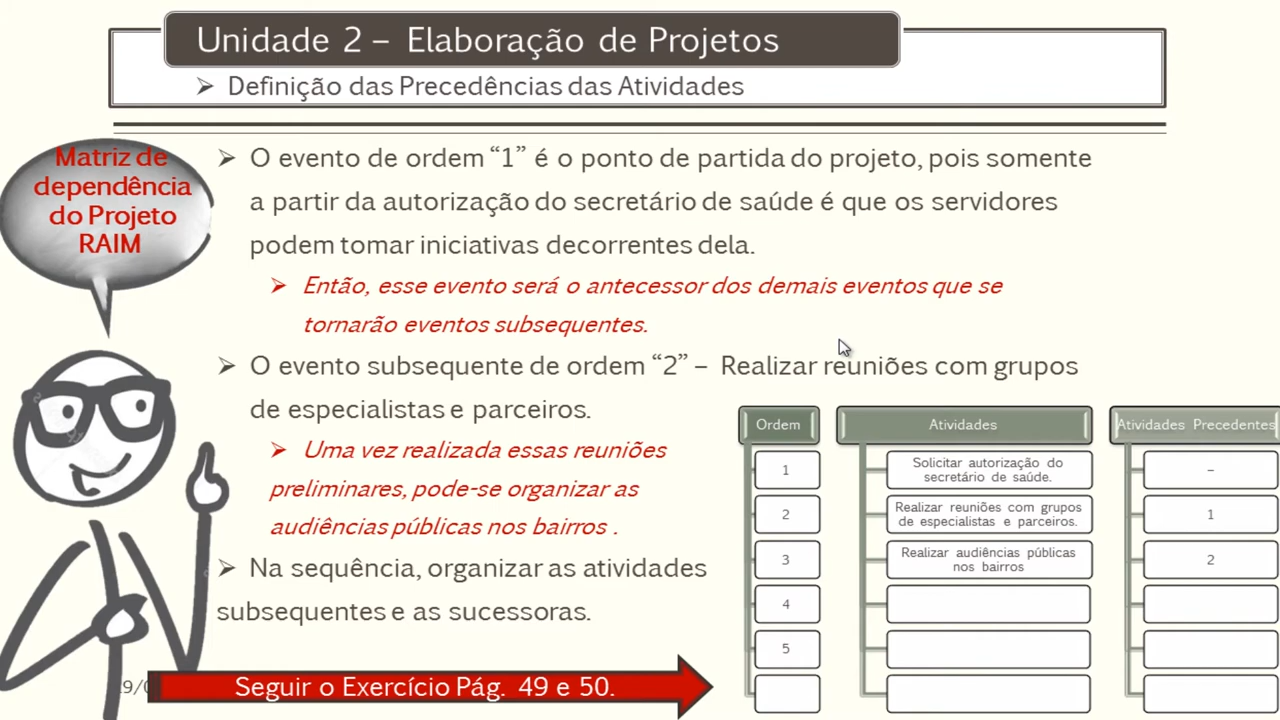 Unidade 2 – Elaboração de Projetos
➢ Definição das Precedências das Atividades
Matriz de
dependência
do Projeto
RAIM
➢ O evento de ordem “1” é o ponto de partida do projeto, pois somente
a partir da autorização do secretário de saúde é que os servidores
podem tomar iniciativas decorrentes dela.
➢ Então, esse evento será o antecessor dos demais eventos que se
tornarão eventos subsequentes.
➢ O evento subsequente de ordem “2” – Realizar reuniões com grupos
de especialistas e parceiros.
➢ Uma vez realizada essas reuniões
preliminares, pode-se organizar as
audiências públicas nos bairros .
➢ Na sequência, organizar as atividades
subsequentes e as sucessoras.
Seguir o Exercício Pág. 49 e 50.
Ordem Atividades Atividades Precedentes
1 Solicitar autorização do
secretário de saúde. –
2 Realizar reuniões com grupos
de especialistas e parceiros. 1
3 Realizar audiências públicas
nos bairros 2
4
5